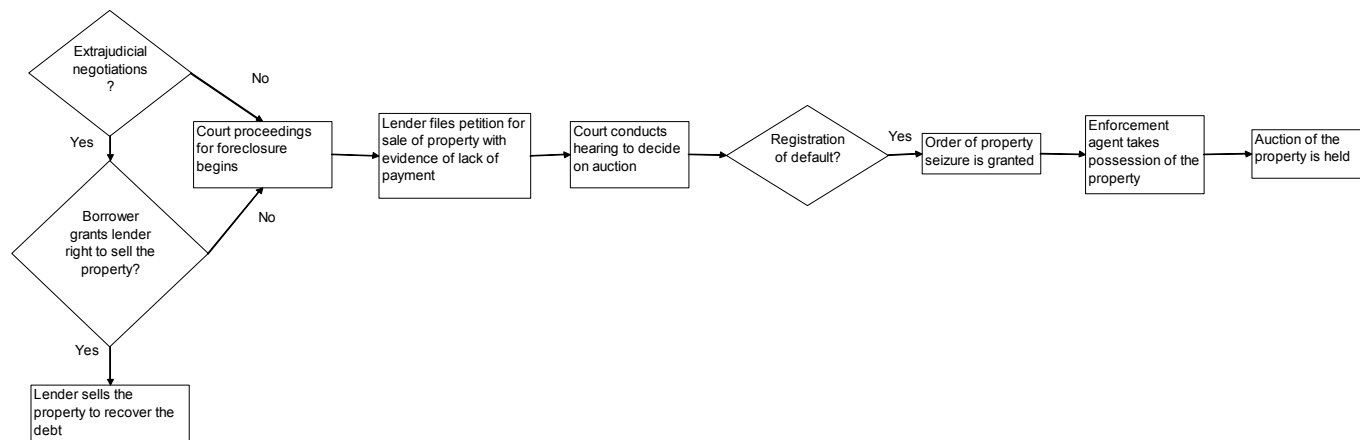 Extrajudicial
negotiations
?
No
Yes
Court proceedings
for foreclosure
begins
Lender files petition for
sale of property with
evidence of lack of
payment
Court conducts
hearing to decide
on auction
Registration
of default?
Yes
Order of property
seizure is granted
Enforcement
agent takes
possession of the
property
Auction of the
property is held
Borrower
grants lender
right to sell the
property?
No
Yes
Lender sells the
property to recover the
debt